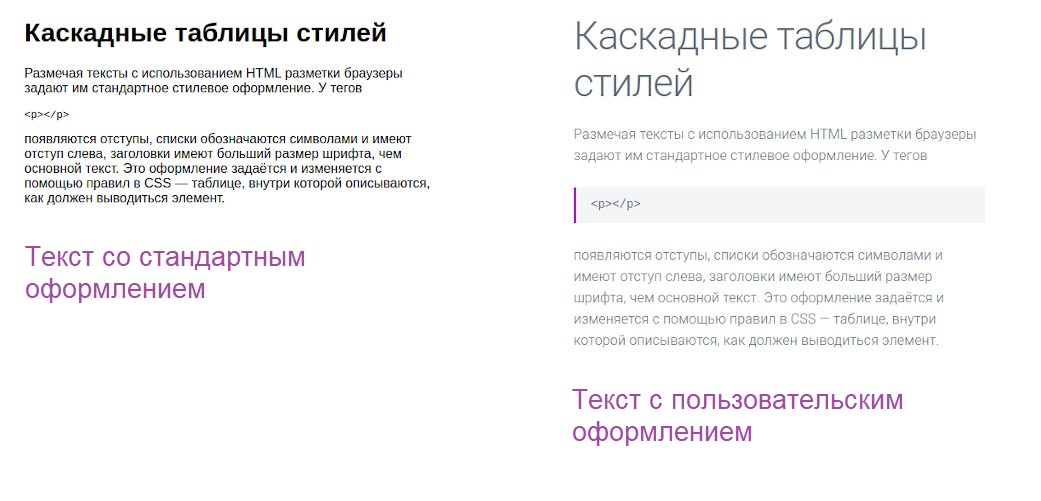 Каскадные таблицы стилей
Размечая тексты с использованием HTML разметки браузеры
задают им стандартное стилевое оформление. У тегов
<p></p>
появляются отступы, списки обозначаются символами и имеют
отступ слева, заголовки имеют больший размер шрифта, чем
основной текст. Это оформление задаётся и изменяется с
помощью правил в CSS — таблице, внутри которой описываются,
как должен выводиться элемент.
Текст со стандартным
оформлением
Каскадные таблицы
стилей
Размечая тексты с использованием HTML разметки браузеры
задают им стандартное стилевое оформление. У тегов
<p></p>
появляются отступы, списки обозначаются символами и
имеют отступ слева, заголовки имеют больший размер
шрифта, чем основной текст. Это оформление задаётся и
изменяется с помощью правил в CSS — таблице, внутри
которой описываются, как должен выводиться элемент.
Текст с пользовательским
оформлением